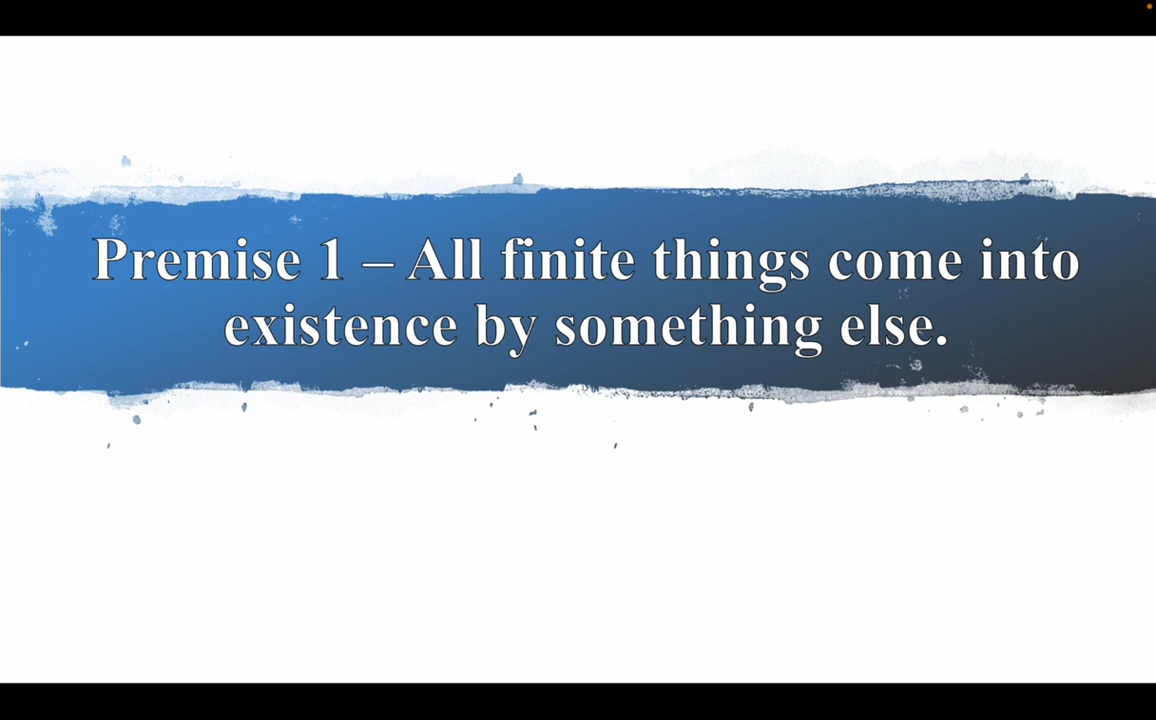 Premise 1 – All finite things come into
existence by something else.